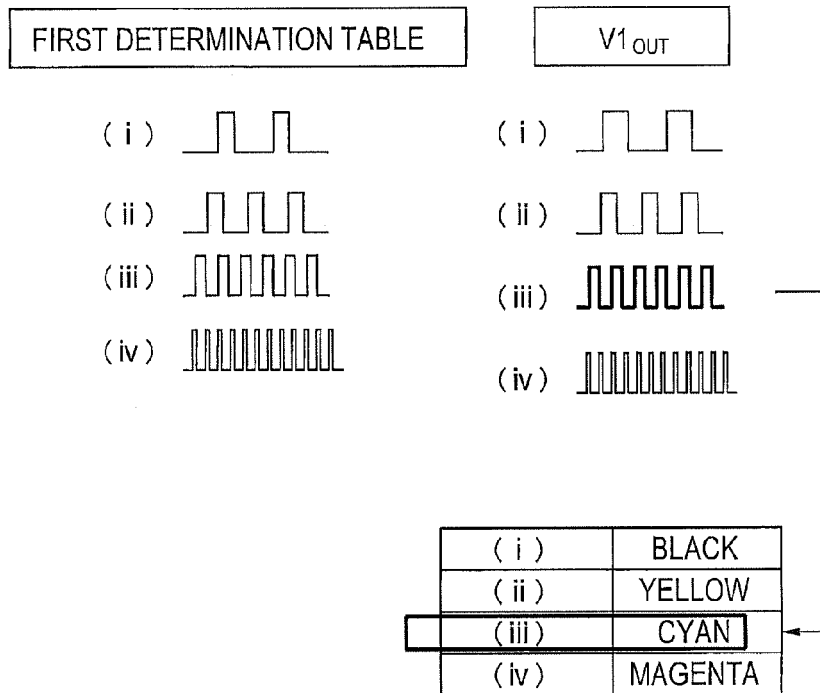 FIRST DETERMINATION TABLE
V1OUT
( i )
( i )
( ii )
( ii )
( iii )
( iii )
( iv )
( iv )
( i ) BLACK
( ii ) YELLOW
( iii ) CYAN
( iv ) MAGENTA